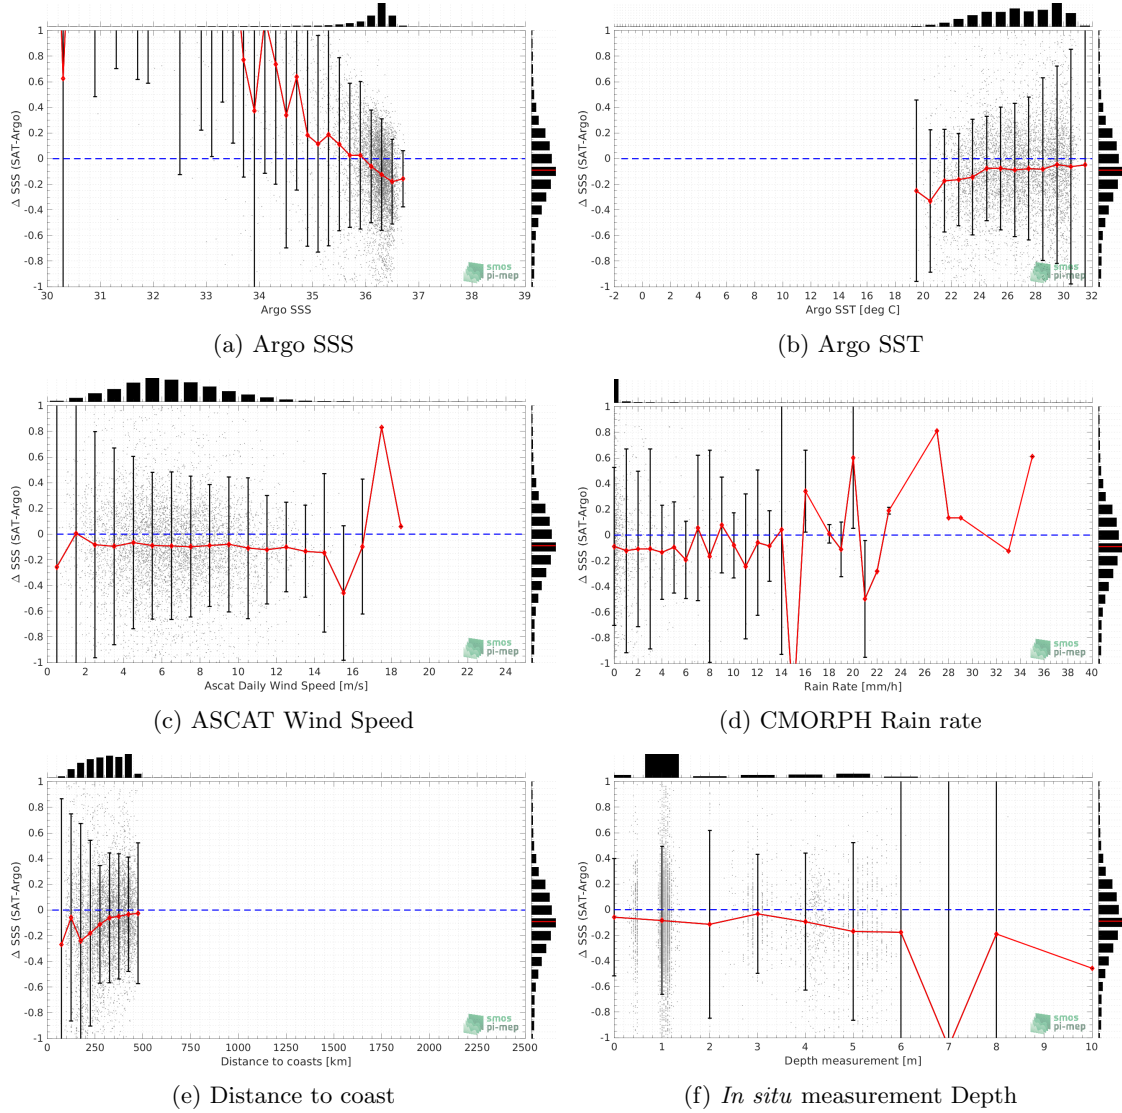 1
0.8
0.6
0.4
0.2
0
-0.2
-0.4
-0.6
-0.8
-1
Δ SSS (SAT-Argo)
30 31 32 33 34 35 36 37 38 39
Argo SSS
smos
pi-mep
(a) Argo SSS
1
0.8
0.6
0.4
0.2
0
-0.2
-0.4
-0.6
-0.8
-1
Δ SSS (SAT-Argo)
-2 0 2 4 6 8 10 12 14 16 18 20 22 24 26 28 30 32
Argo SST [deg C]
smos
pi-mep
(b) Argo SST
1
0.8
0.6
0.4
0.2
0
-0.2
-0.4
-0.6
-0.8
-1
Δ SSS (SAT-Argo)
0 2 4 6 8 10 12 14 16 18 20 22 24
Ascat Daily Wind Speed [m/s]
smos
pi-mep
(c) ASCAT Wind Speed
1
0.8
0.6
0.4
0.2
0
-0.2
-0.4
-0.6
-0.8
-1
Δ SSS (SAT-Argo)
0 2 4 6 8 10 12 14 16 18 20 22 24 26 28 30 32 34 36 38 40
Rain Rate [mm/h]
smos
pi-mep
(d) CMORPH Rain rate
1
0.8
0.6
0.4
0.2
0
-0.2
-0.4
-0.6
-0.8
-1
Δ SSS (SAT-Argo)
0 250 500 750 1000 1250 1500 1750 2000 2250 2500
Distance to coasts [km]
smos
pi-mep
(e) Distance to coast
1
0.8
0.6
0.4
0.2
0
-0.2
-0.4
-0.6
-0.8
-1
Δ SSS (SAT-Argo)
0 1 2 3 4 5 6 7 8 9 10
Depth measurement [m]
smos
pi-mep
(f) In situ measurement Depth